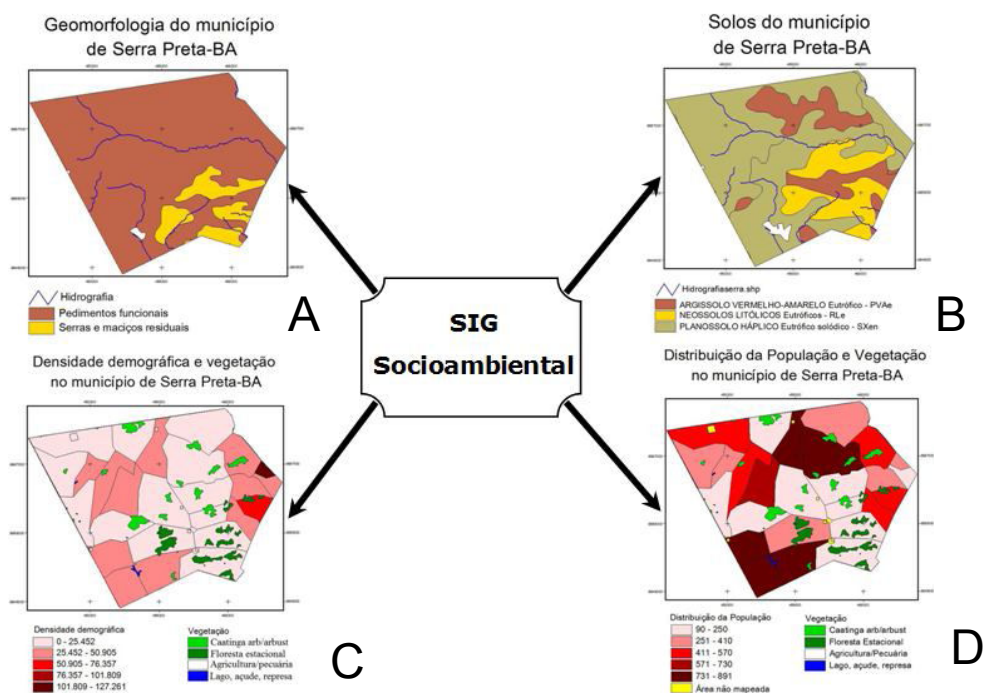 Geomorfologia do município
de Serra Preta-BA
Hidrografia
Pedimentos funcionais
Serras e maciços residuais
A
Solos do município
de Serra Preta-BA
Hidrografiaserra.shp
ARGISSOLO VERMELHO-AMARELO Eutrófico - PVAe
NEOSSOLOS LITÓLICOS Eutróficos - RLe
PLANOSSOLO HÁPLICO Eutrófico solódico - SXen
B
SIG
Socioambiental
Densidade demográfica e vegetação
no município de Serra Preta-BA
Densidade demográfica
0 - 25.452
25.452 - 50.905
50.905 - 76.357
76.357 - 101.809
101.809 - 127.261
Vegetação
Caatinga arb/arbust
Floresta estacional
Agricultura/pecuária
Lago, açude, represa
C
Distribuição da População e Vegetação
no município de Serra Preta-BA
Distribuição da População
90 - 250
251 - 410
411 - 570
571 - 730
731 - 891
Área não mapeada
Vegetação
Caatinga arb/arbust
Floresta Estacional
Agricultura/Pecuária
Lago, açude, represa
D